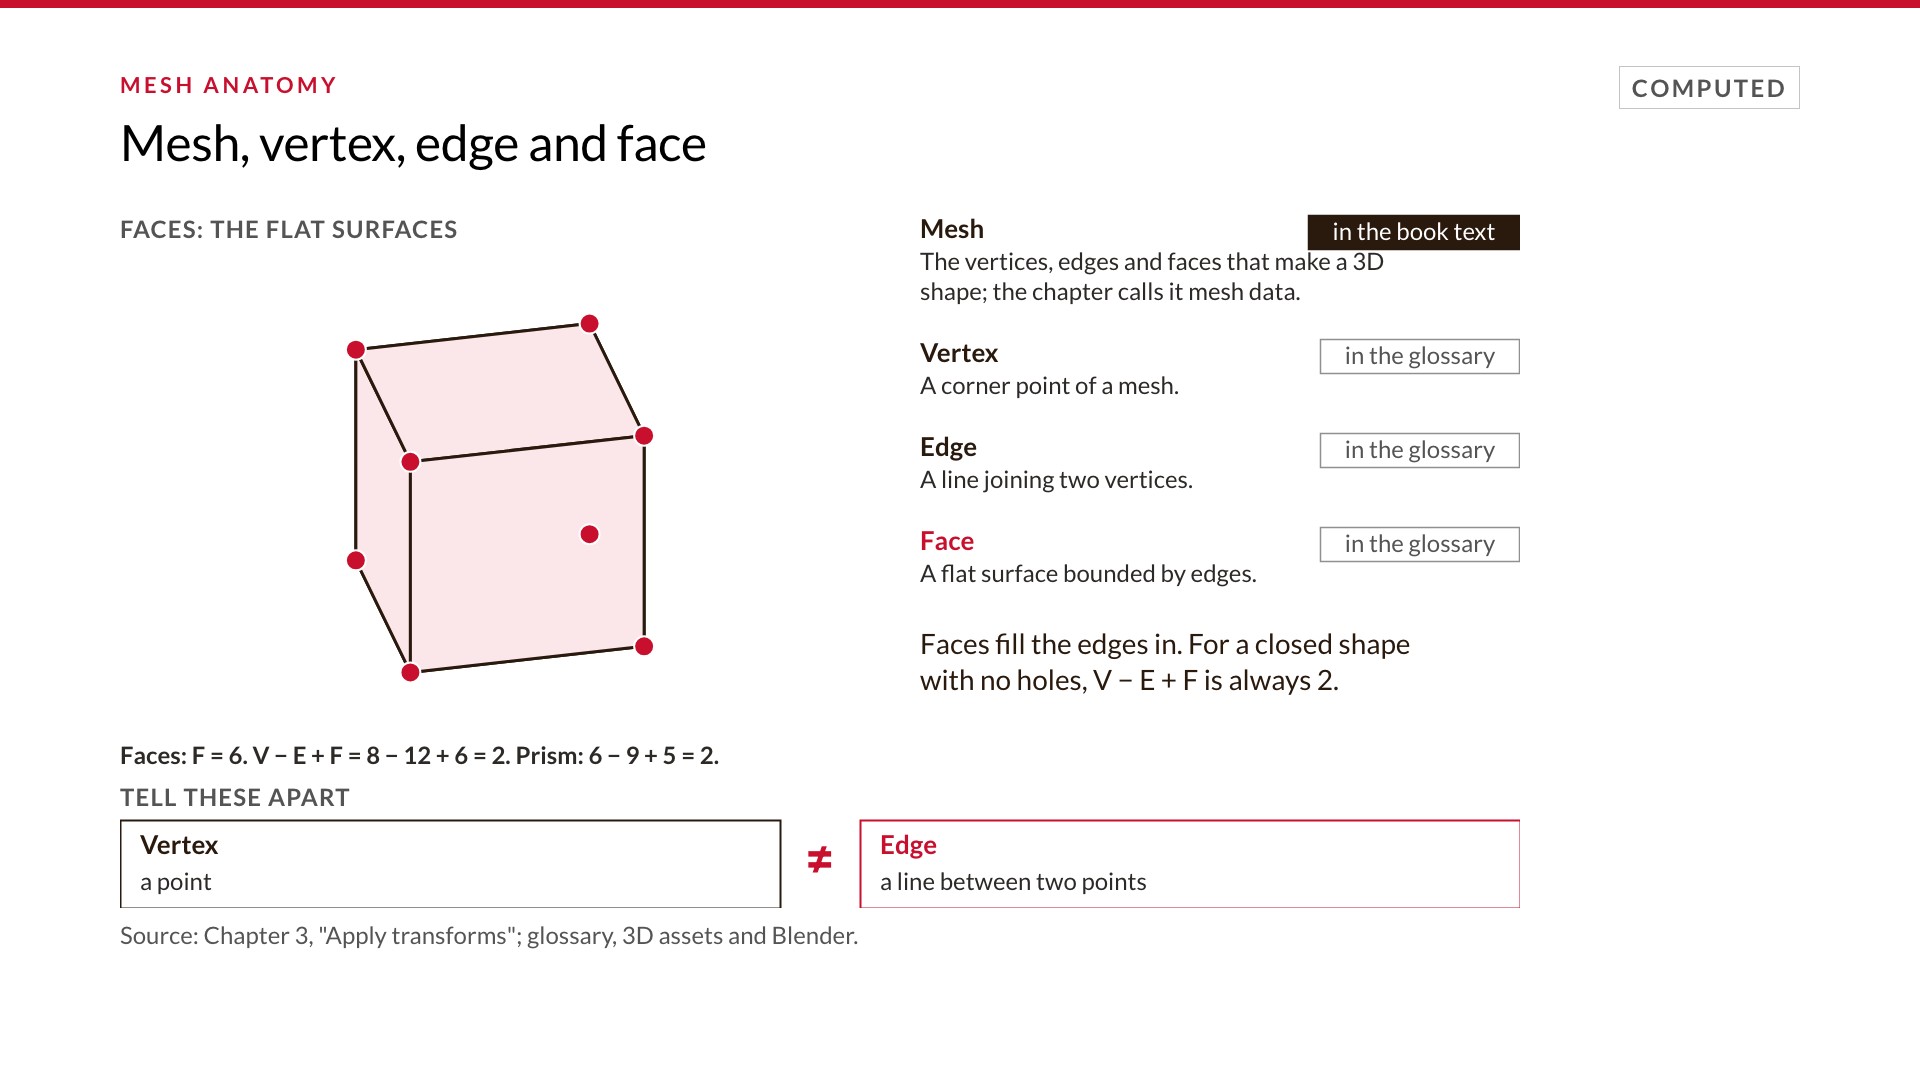 MESH ANATOMY
COMPUTED
Mesh, vertex, edge and face
FACES: THE FLAT SURFACES
Mesh
in the book text
The vertices, edges and faces that make a 3D
shape; the chapter calls it mesh data.
Vertex
in the glossary
A corner point of a mesh.
Edge
in the glossary
A line joining two vertices.
Face
in the glossary
A flat surface bounded by edges.
Faces fill the edges in. For a closed shape
with no holes, V − E + F is always 2.
Faces: F = 6. V − E + F = 8 − 12 + 6 = 2. Prism: 6 − 9 + 5 = 2.
TELL THESE APART
Vertex
a point
≠
Edge
a line between two points
Source: Chapter 3, "Apply transforms"; glossary, 3D assets and Blender.